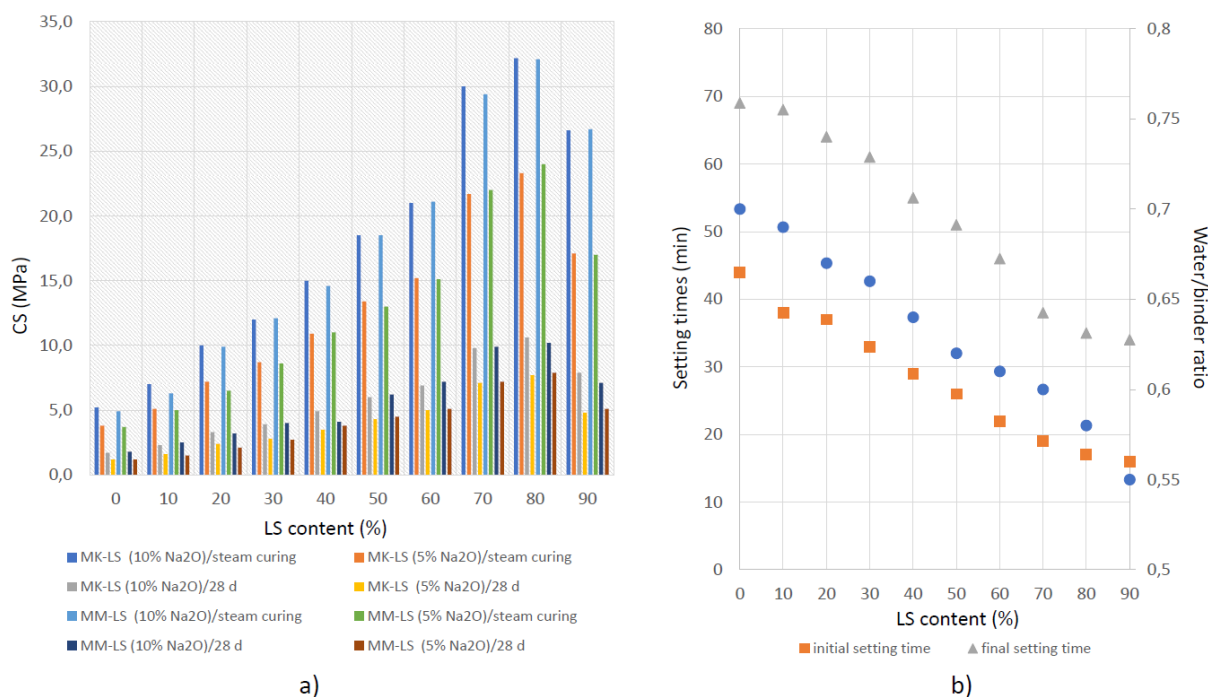 35,0
30,0
25,0
20,0
15,0
10,0
5,0
0,0
CS (MPa)
0 10 20 30 40 50 60 70 80 90
LS content (%)
MK-LS (10% Na2O)/steam curing MK-LS (5% Na2O)/steam curing
MK-LS (10% Na2O)/28 d MK-LS (5% Na2O)/28 d
MM-LS (10% Na2O)/steam curing MM-LS (5% Na2O)/steam curing
MM-LS (10% Na2O)/28 d MM-LS (5% Na2O)/28 d
a)
80
70
60
50
40
30
20
10
0
Setting times (min)
0,8
0,75
0,7
0,65
0,6
0,55
0,5
Water/binder ratio
0 10 20 30 40 50 60 70 80 90
LS content (%)
initial setting time final setting time
b)